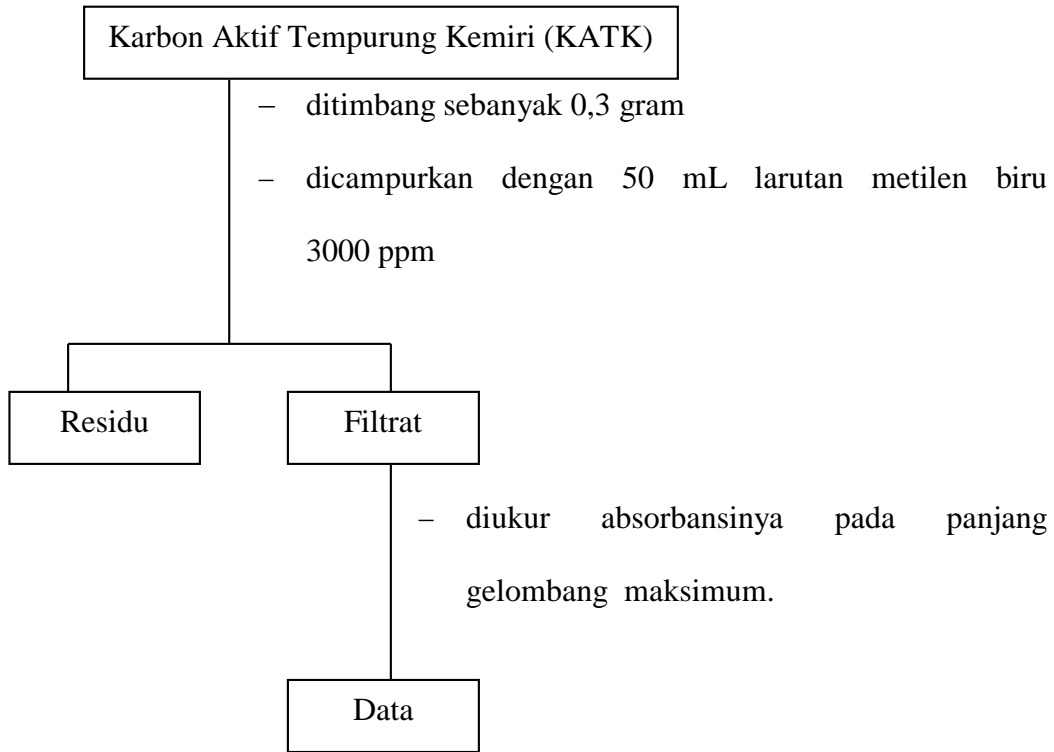 Karbon Aktif Tempurung Kemiri (KATK)
– ditimbang sebanyak 0,3 gram
– dicampurkan dengan 50 mL larutan metilen biru
3000 ppm
Residu
Filtrat
– diukur absorbansinya pada panjang
gelombang maksimum.
Data